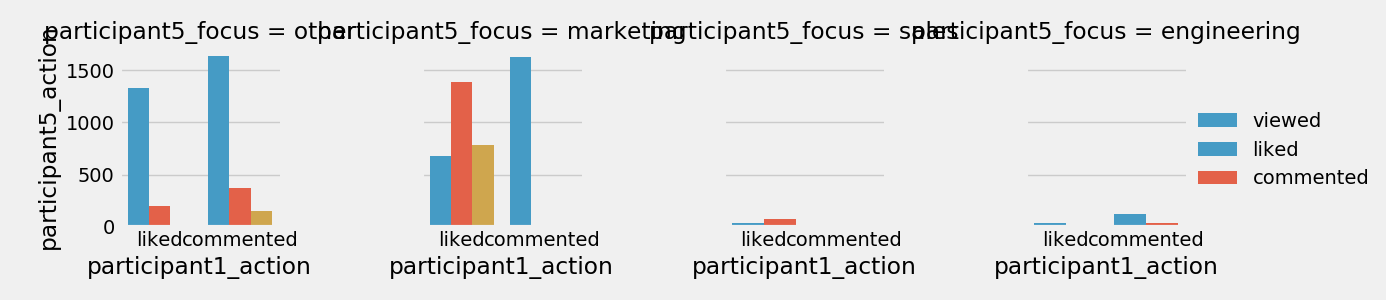 participant5_focus = other
participant5_focus = marketing
participant5_focus = sales
participant5_focus = engineering
participant5_action
1500
1000
500
0
liked commented
liked commented
liked commented
liked commented
participant1_action
participant1_action
participant1_action
participant1_action
viewed
liked
commented